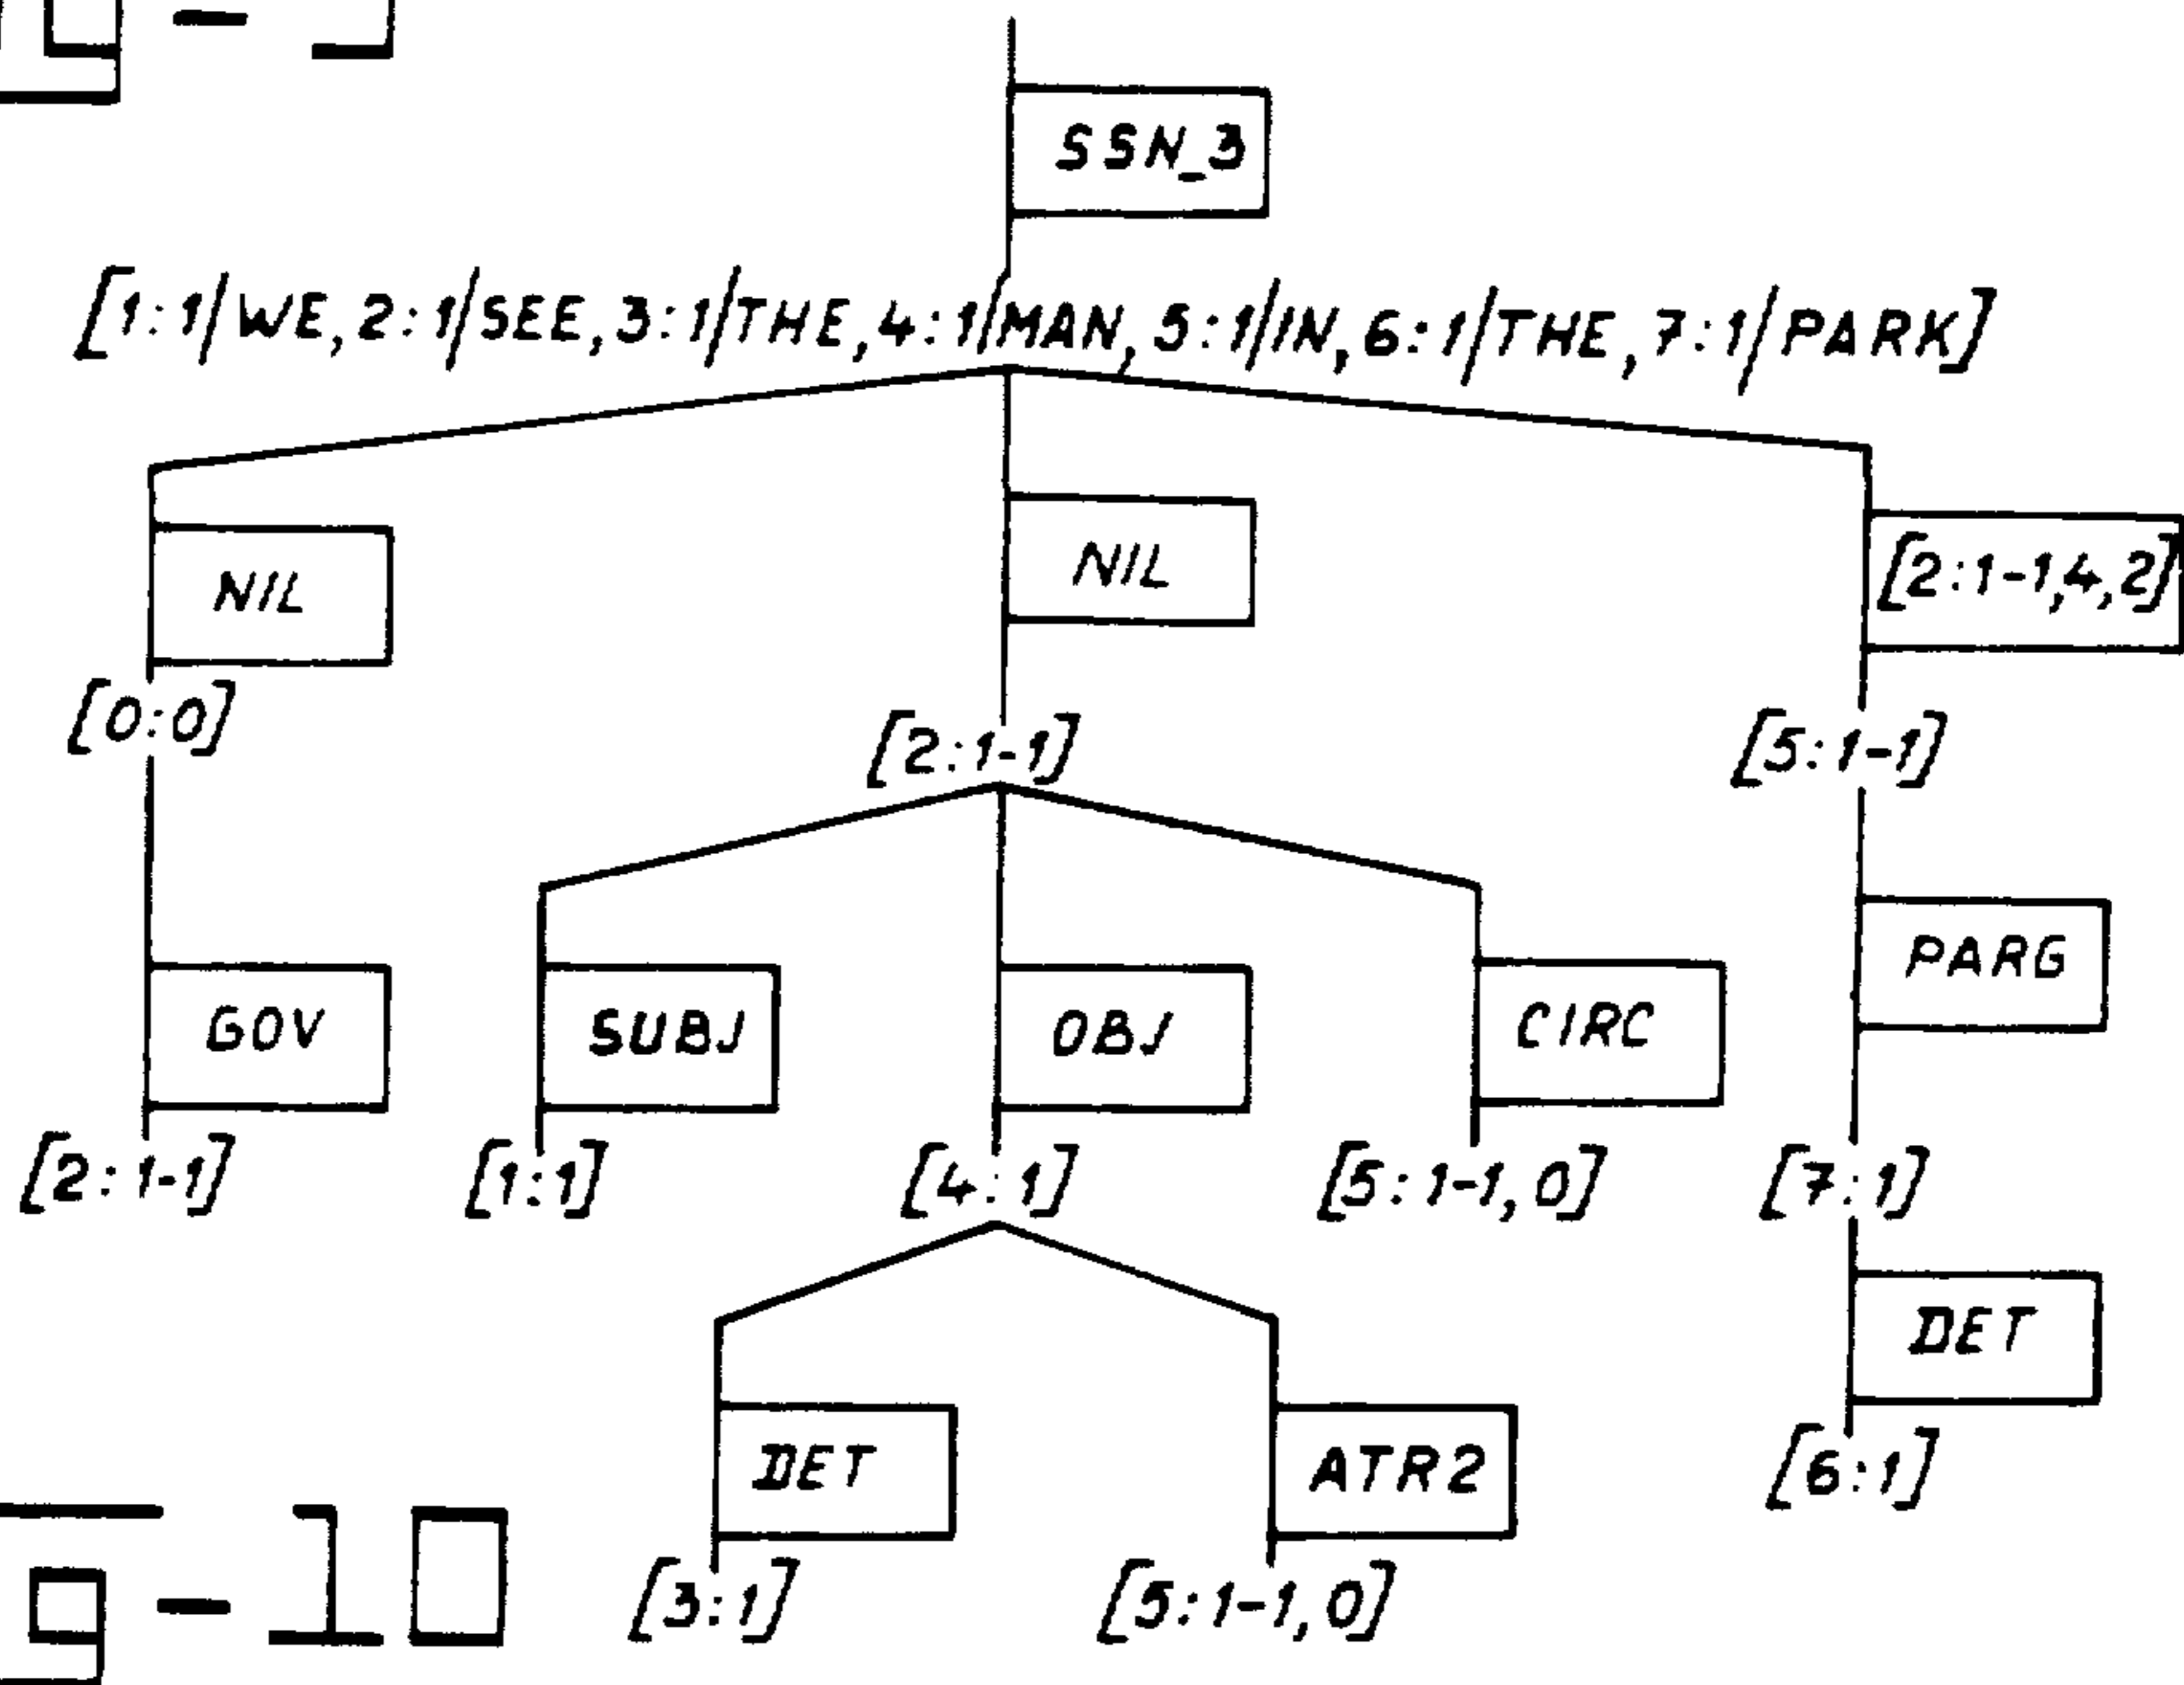 SSN_3
[1:1/WE,2:1/SEE,3:1/THE,4:1/MAN,5:1/IN,6:1/THE,7:1/PARK]
NIL
NIL
[2:1-1,4,2]
[0:0]
[2:1-1]
[5:1-1]
GOV
SUBJ
OBJ
CIRC
PARG
[2:1-1]
[1:1]
[4:1]
[5:1-1,0]
[7:1]
DET
ATR2
DET
[3:1]
[5:1-1,0]
[6:1]
g-10